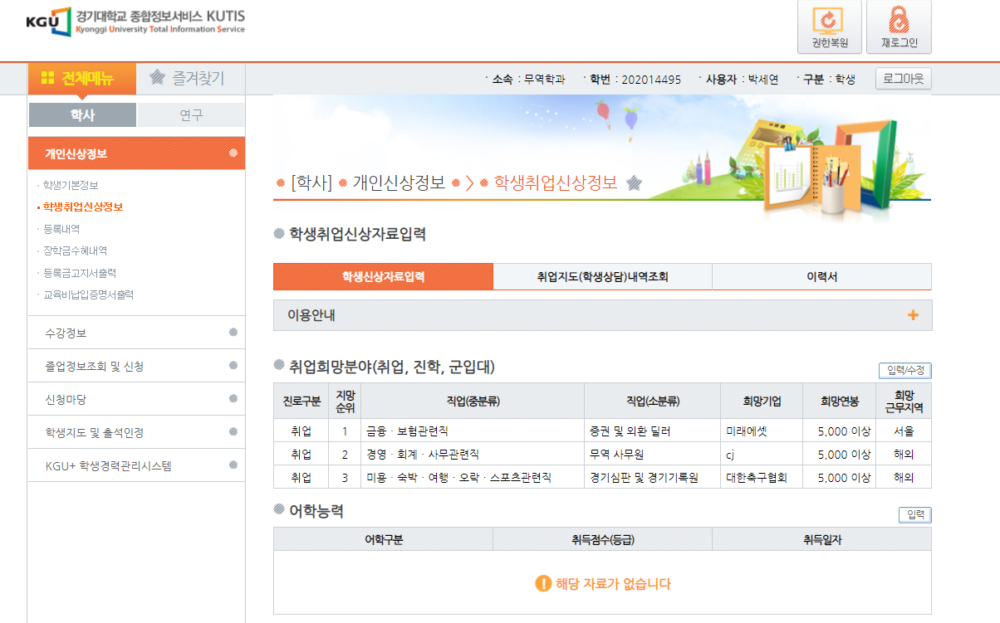 KGU 경기대학교 종합정보서비스 KUTIS
Kyonggi University Total Information Service
권한복원
재로그인
전체메뉴
즐겨찾기
소속 : 무역학과 학번 : 202014495 사용자 : 박세연 구분 : 학생
로그아웃
학사
연구
개인신상정보
학생기본정보
학생취업신상정보
등록내역
장학금수혜내역
등록금고지서출력
교육비납입증명서출력
수강정보
졸업정보조회 및 신청
신청마당
학생지도 및 출석인정
KGU+ 학생경력관리시스템
[학사] 개인신상정보 > 학생취업신상정보
학생취업신상자료입력
학생신상자료입력
취업지도(학생상담)내역조회
이력서
이용안내
+
취업희망분야(취업, 진학, 군입대)
입력/수정
진로구분 지망순위 직업(중분류) 직업(소분류) 희망기업 희망연봉 희망근무지역
취업 1 금융ㆍ보험관련직 증권 및 외환 딜러 미래에셋 5,000 이상 서울
취업 2 경영ㆍ회계ㆍ사무관련직 무역 사무원 cj 5,000 이상 해외
취업 3 미용ㆍ숙박ㆍ여행ㆍ오락ㆍ스포츠관련직 경기심판 및 경기기록원 대한축구협회 5,000 이상 해외
어학능력
입력
어학구분 취득점수(등급) 취득일자
해당 자료가 없습니다